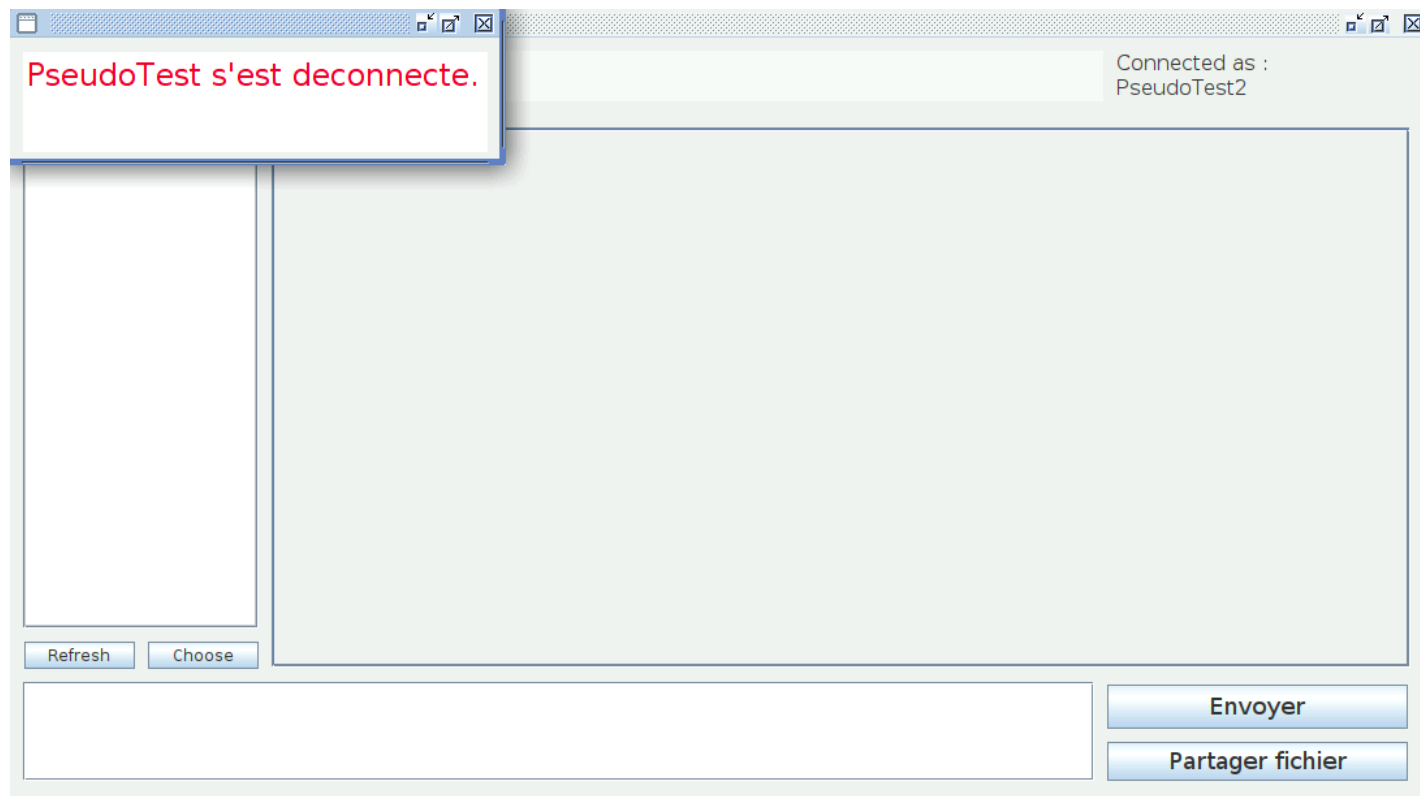 PseudoTest s'est deconnecte.
Connected as :
PseudoTest2
Refresh
Choose
Envoyer
Partager fichier